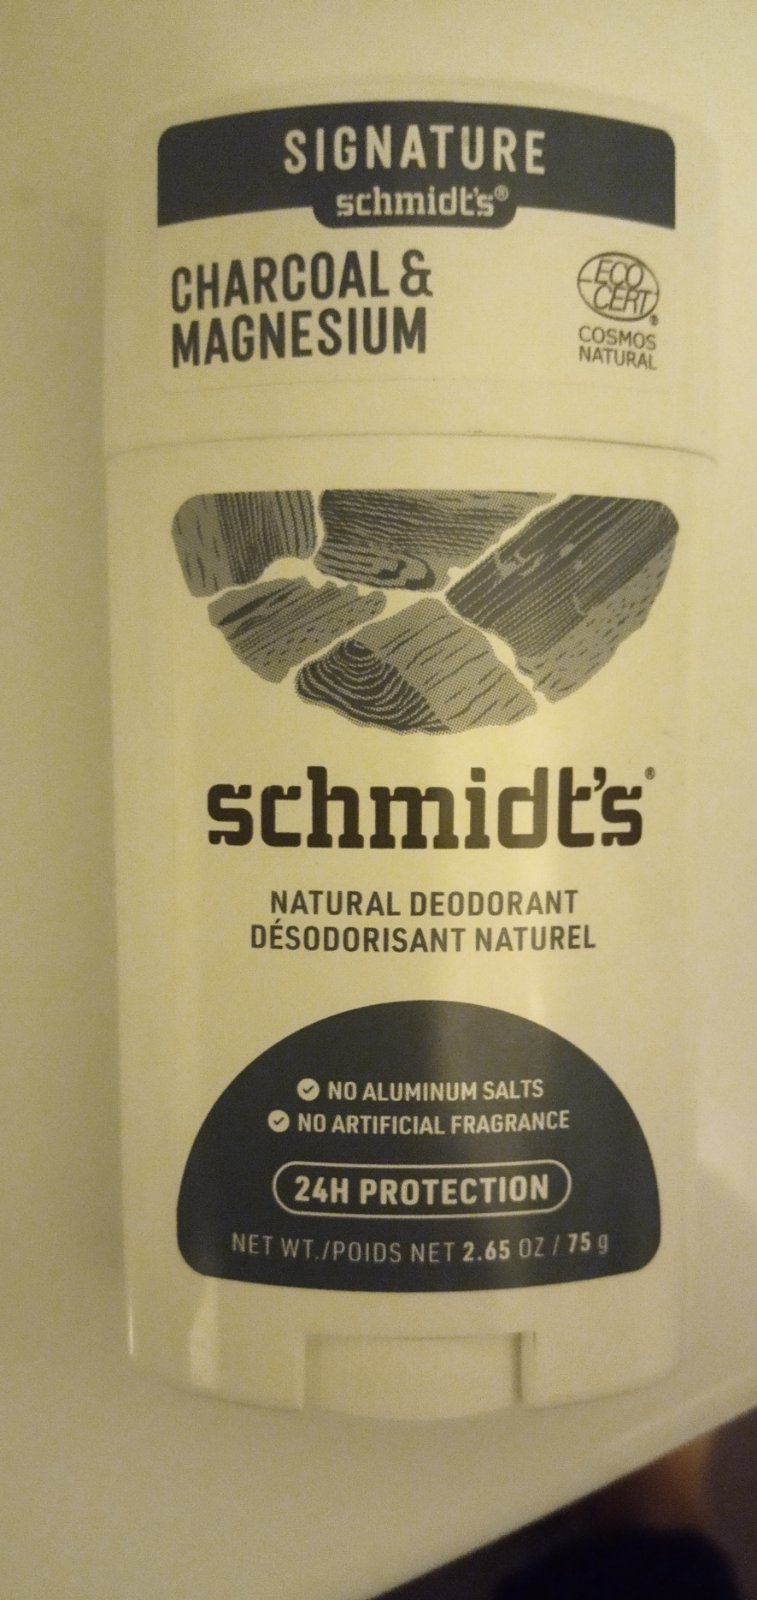 SIGNATURE
schmidt's®
CHARCOAL &
MAGNESIUM
ECO
CERT®
COSMOS
NATURAL
schmidt's®
NATURAL DEODORANT
DÉSODORISANT NATUREL
NO ALUMINUM SALTS
NO ARTIFICIAL FRAGRANCE
24H PROTECTION
NET WT./POIDS NET 2.65 OZ / 75 g